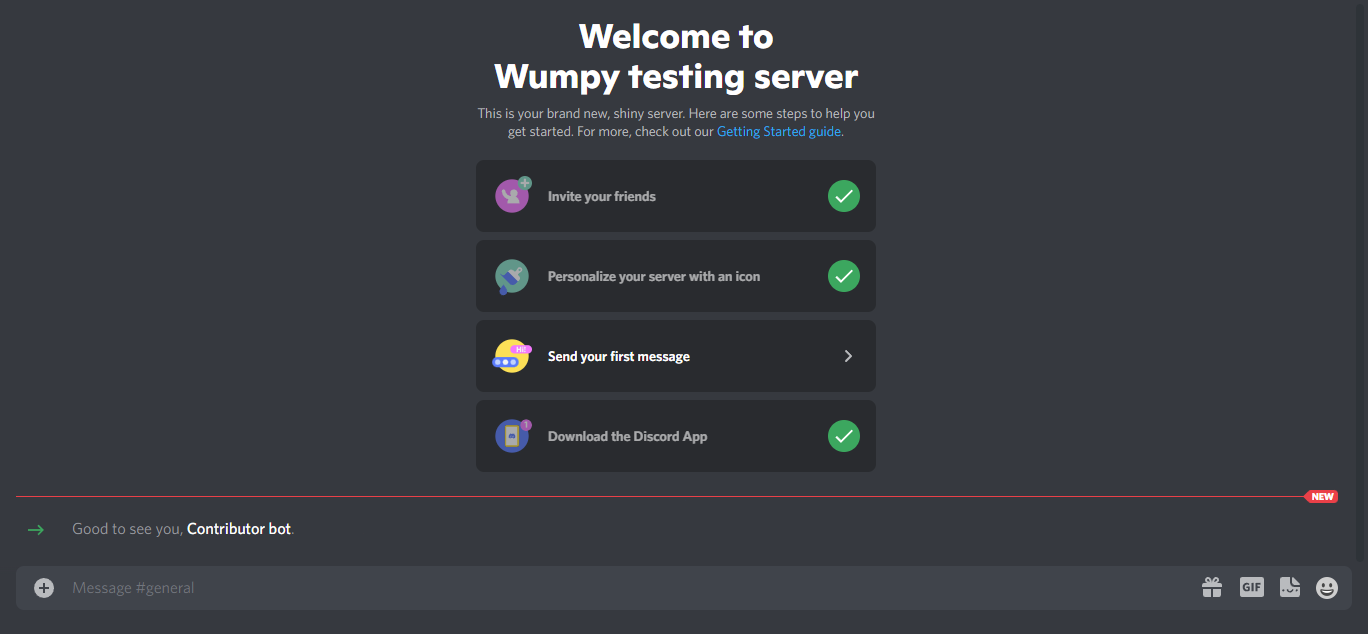 Welcome to
Wumpy testing server
This is your brand new, shiny server. Here are some steps to help you
get started. For more, check out our Getting Started guide.
Invite your friends
Personalize your server with an icon
Hi!
Send your first message
1
Download the Discord App
NEW
Good to see you, Contributor bot.
Message #general
GIF